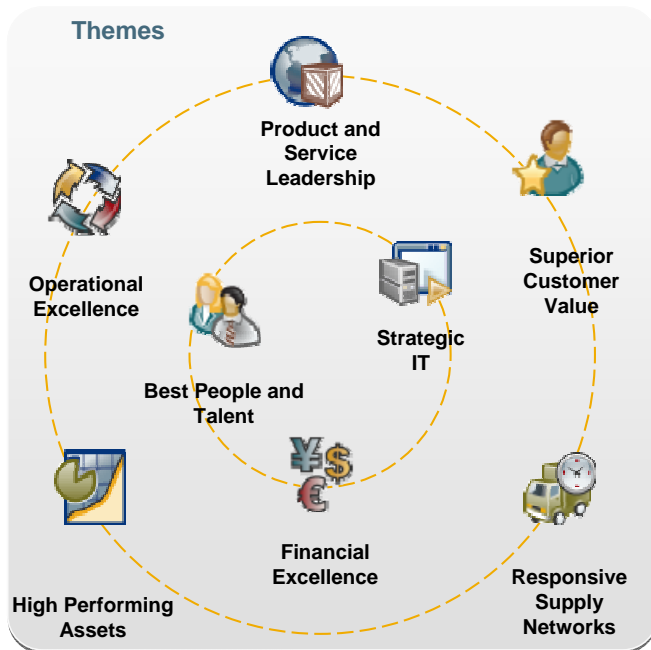 Themes
Product and
Service
Leadership
Superior
Customer
Value
Operational
Excellence
Strategic
IT
Best People and
Talent
¥$
€
Financial
Excellence
High Performing
Assets
Responsive
Supply
Networks